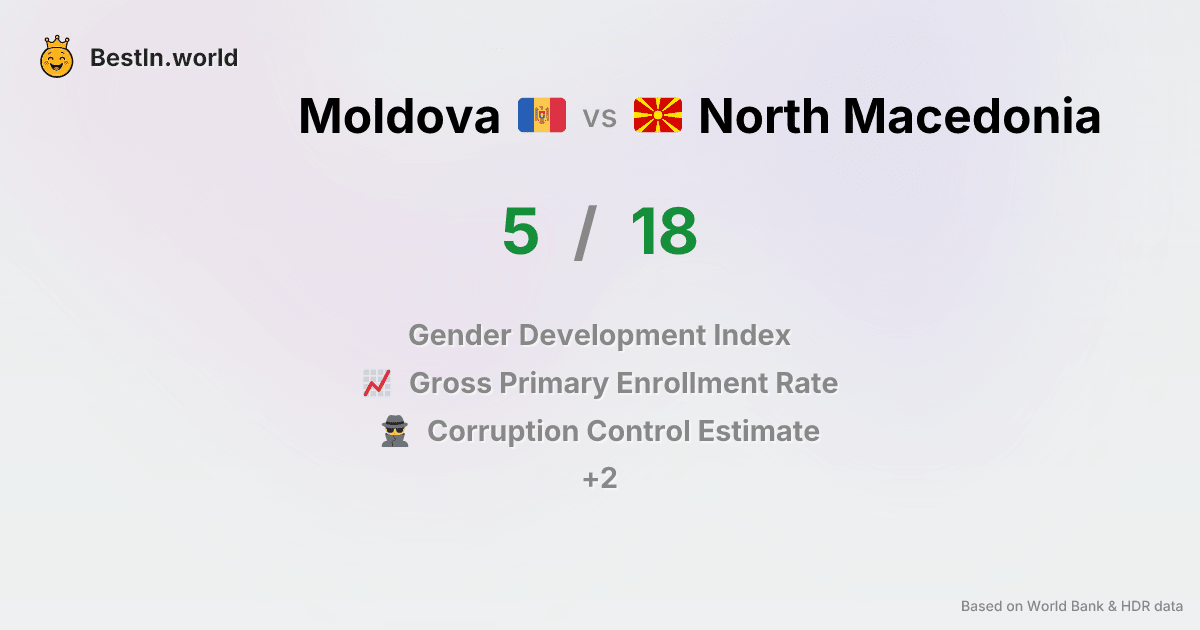 BestIn.world
Moldova vs North Macedonia
5 / 18
Gender Development Index
Gross Primary Enrollment Rate
Corruption Control Estimate
+2
Based on World Bank & HDR data